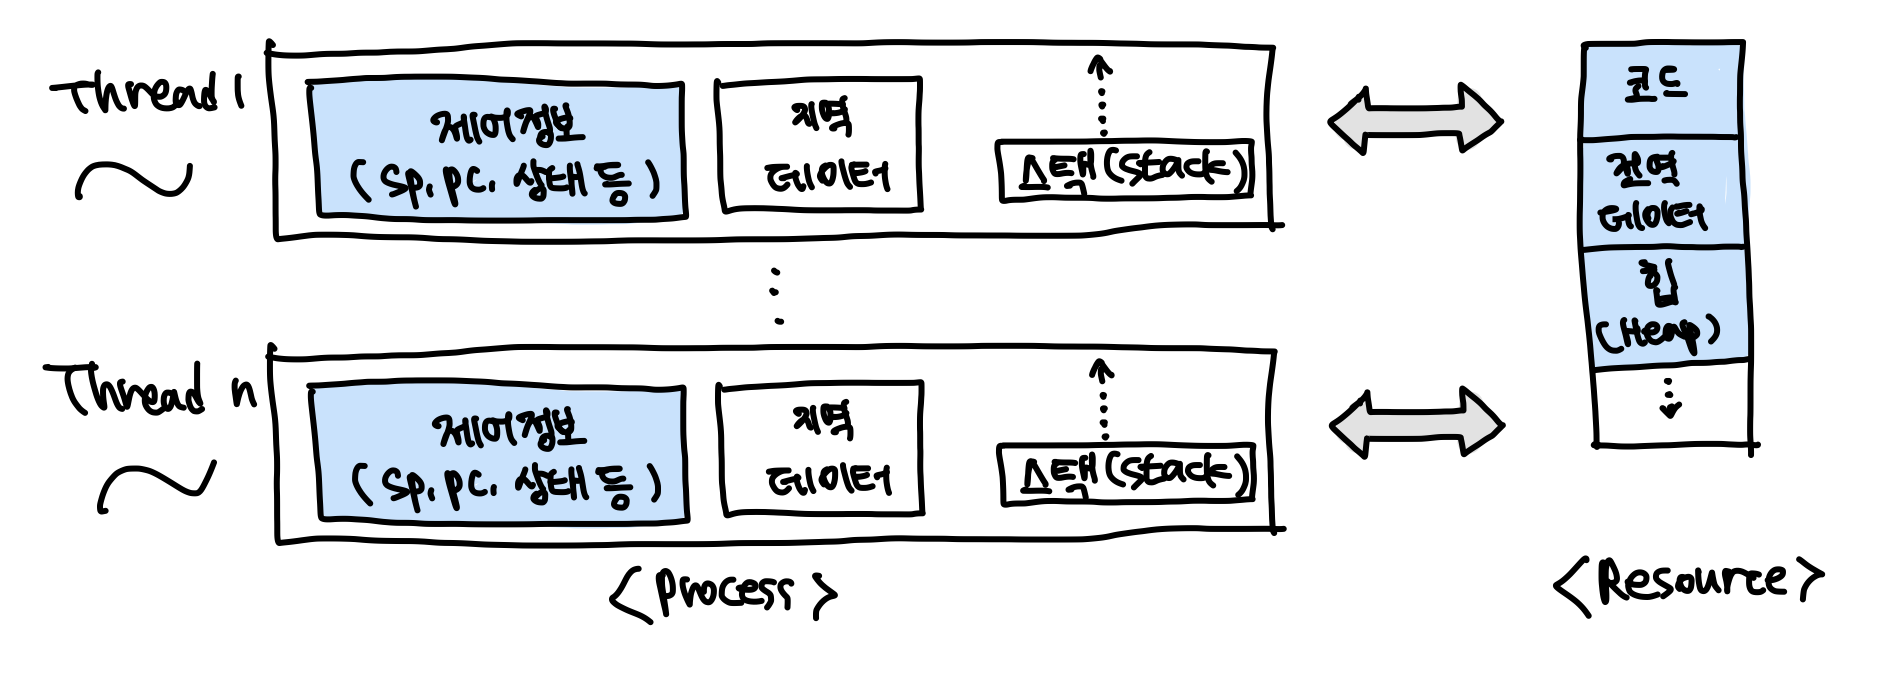 Thread 1
제어정보
(SP, PC, 상태 등)
지역
데이터
스택(Stack)
코드
전역
데이터
힙
(Heap)
Thread n
제어정보
(SP, PC, 상태 등)
지역
데이터
스택(Stack)
<Process>
<Resource>